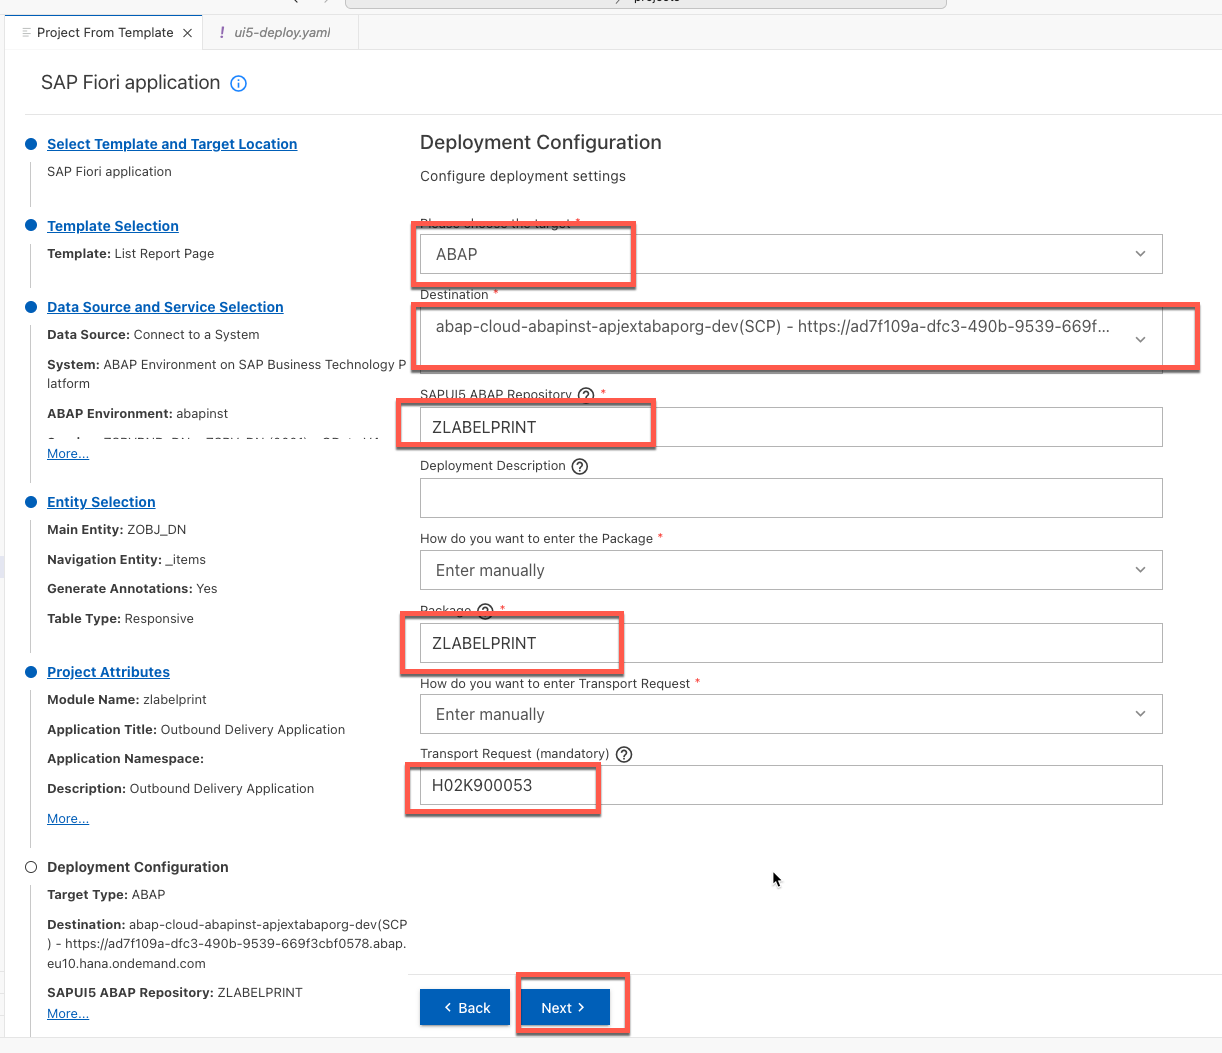 Project From Template
! ui5-deploy.yaml
SAP Fiori application
Select Template and Target Location
SAP Fiori application
Template Selection
Template: List Report Page
Data Source and Service Selection
Data Source: Connect to a System
System: ABAP Environment on SAP Business Technology P
latform
ABAP Environment: abapinst
More...
Entity Selection
Main Entity: ZOBJ_DN
Navigation Entity: _items
Generate Annotations: Yes
Table Type: Responsive
Project Attributes
Module Name: zlabelprint
Application Title: Outbound Delivery Application
Application Namespace:
Description: Outbound Delivery Application
More...
Deployment Configuration
Target Type: ABAP
Destination: abap-cloud-abapinst-apjextabaporg-dev(SCP
) - https://ad7f109a-dfc3-490b-9539-669f3cbf0578.abap.
eu10.hana.ondemand.com
SAPUI5 ABAP Repository: ZLABELPRINT
More...
Deployment Configuration
Configure deployment settings
Please choose the target *
ABAP
Destination *
abap-cloud-abapinst-apjextabaporg-dev(SCP) - https://ad7f109a-dfc3-490b-9539-669f...
SAPUI5 ABAP Repository ? *
ZLABELPRINT
Deployment Description ?
How do you want to enter the Package *
Enter manually
Package ? *
ZLABELPRINT
How do you want to enter Transport Request *
Enter manually
Transport Request (mandatory) ?
H02K900053
Back
Next